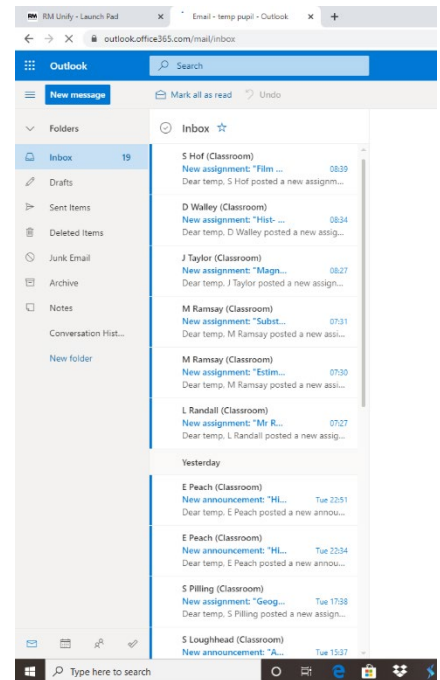 RM RM Unify - Launch Pad
Email - temp pupil - Outlook
outlook.office365.com/mail/inbox
Outlook
Search
New message
Mark all as read
Undo
Folders
Inbox 19
Drafts
Sent Items
Deleted Items
Junk Email
Archive
Notes
Conversation Hist...
New folder
Inbox
S Hof (Classroom)
New assignment: "Film ... 08:39
Dear temp, S Hof posted a new assignm...
D Walley (Classroom)
New assignment: "Hist- ... 08:34
Dear temp, D Walley posted a new assig...
J Taylor (Classroom)
New assignment: "Magn... 08:27
Dear temp, J Taylor posted a new assign...
M Ramsay (Classroom)
New assignment: "Subst... 07:31
Dear temp, M Ramsay posted a new assi...
M Ramsay (Classroom)
New assignment: "Estim... 07:30
Dear temp, M Ramsay posted a new assi...
L Randall (Classroom)
New assignment: "Mr R... 07:27
Dear temp, L Randall posted a new assig...
Yesterday
E Peach (Classroom)
New announcement: "Hi... Tue 22:51
Dear temp, E Peach posted a new annou...
E Peach (Classroom)
New announcement: "Hi... Tue 22:34
Dear temp, E Peach posted a new annou...
S Pilling (Classroom)
New assignment: "Geog... Tue 17:38
Dear temp, S Pilling posted a new assig...
S Loughhead (Classroom)
New announcement: "A... Tue 15:37
Type here to search